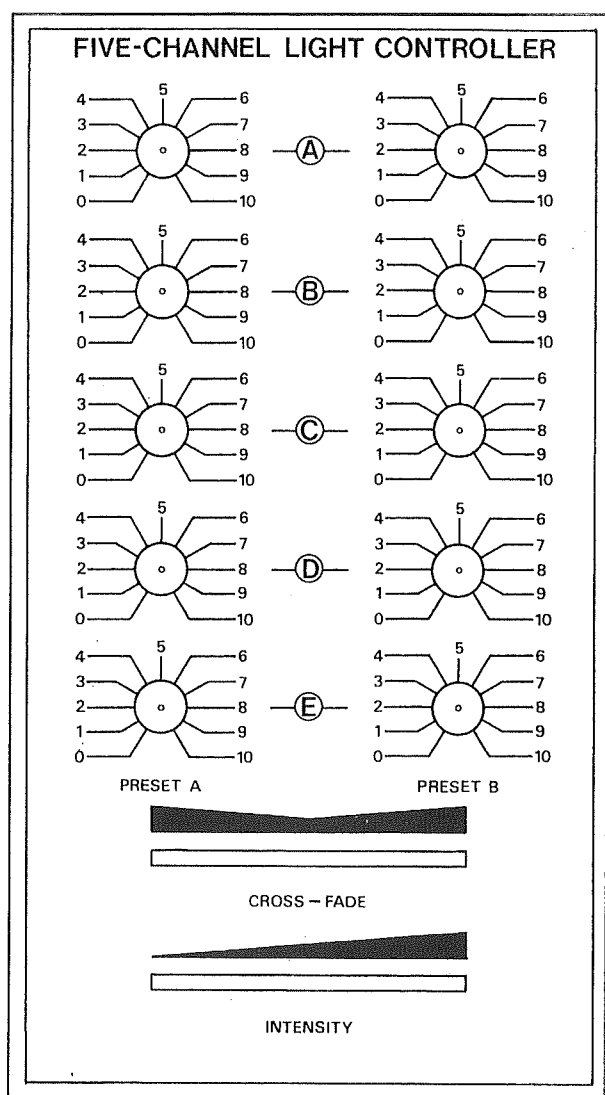 FIVE-CHANNEL LIGHT CONTROLLER
5 5
4 6 4 6
3 7 3 7
2 8 A 2 8
1 9 1 9
0 10 0 10
5 5
4 6 4 6
3 7 3 7
2 8 B 2 8
1 9 1 9
0 10 0 10
5 5
4 6 4 6
3 7 3 7
2 8 C 2 8
1 9 1 9
0 10 0 10
5 5
4 6 4 6
3 7 3 7
2 8 D 2 8
1 9 1 9
0 10 0 10
5 5
4 6 4 6
3 7 3 7
2 8 E 2 8
1 9 1 9
0 10 0 10
PRESET A PRESET B
CROSS – FADE
INTENSITY